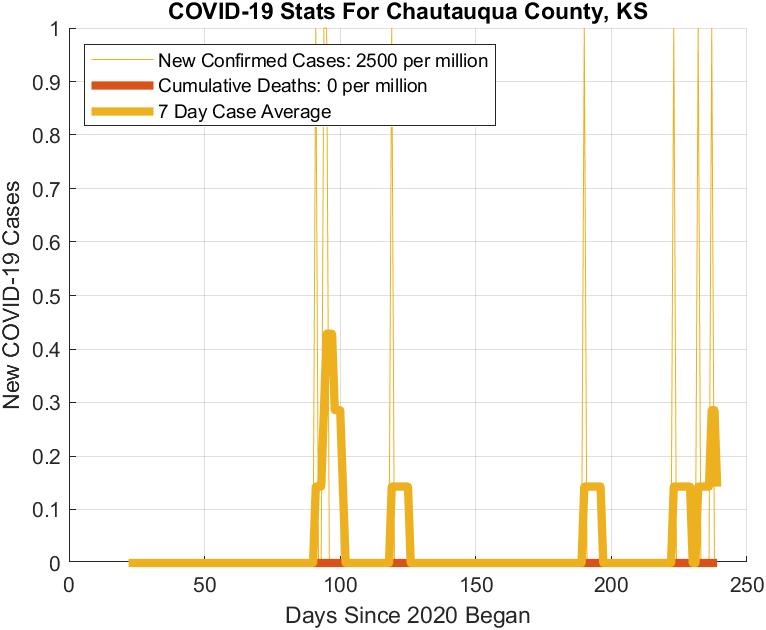 COVID-19 Stats For Chautauqua County, KS
New Confirmed Cases: 2500 per million
Cumulative Deaths: 0 per million
7 Day Case Average
New COVID-19 Cases
1
0.9
0.8
0.7
0.6
0.5
0.4
0.3
0.2
0.1
0
0 50 100 150 200 250
Days Since 2020 Began